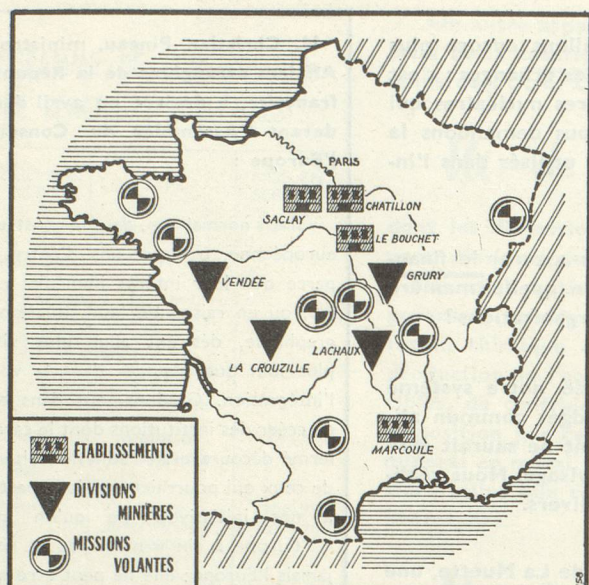 PARIS
SACLAY
CHATILLON
LE BOUCHET
VENDÉE
GRURY
LA CROUZILLE
LACHAUX
MARCOULE
ÉTABLISSEMENTS
DIVISIONS
MINIÈRES
MISSIONS
VOLANTES